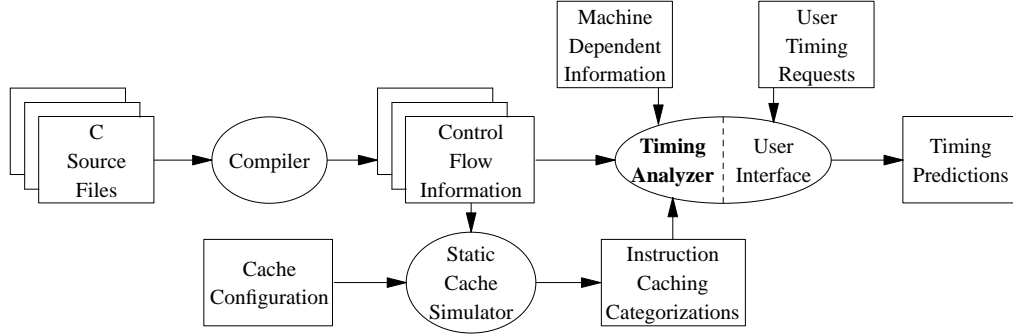 Machine
Dependent
Information
User
Timing
Requests
C
Source
Files
Compiler
Control
Flow
Information
Timing
Analyzer
User
Interface
Timing
Predictions
Cache
Configuration
Static
Cache
Simulator
Instruction
Caching
Categorizations